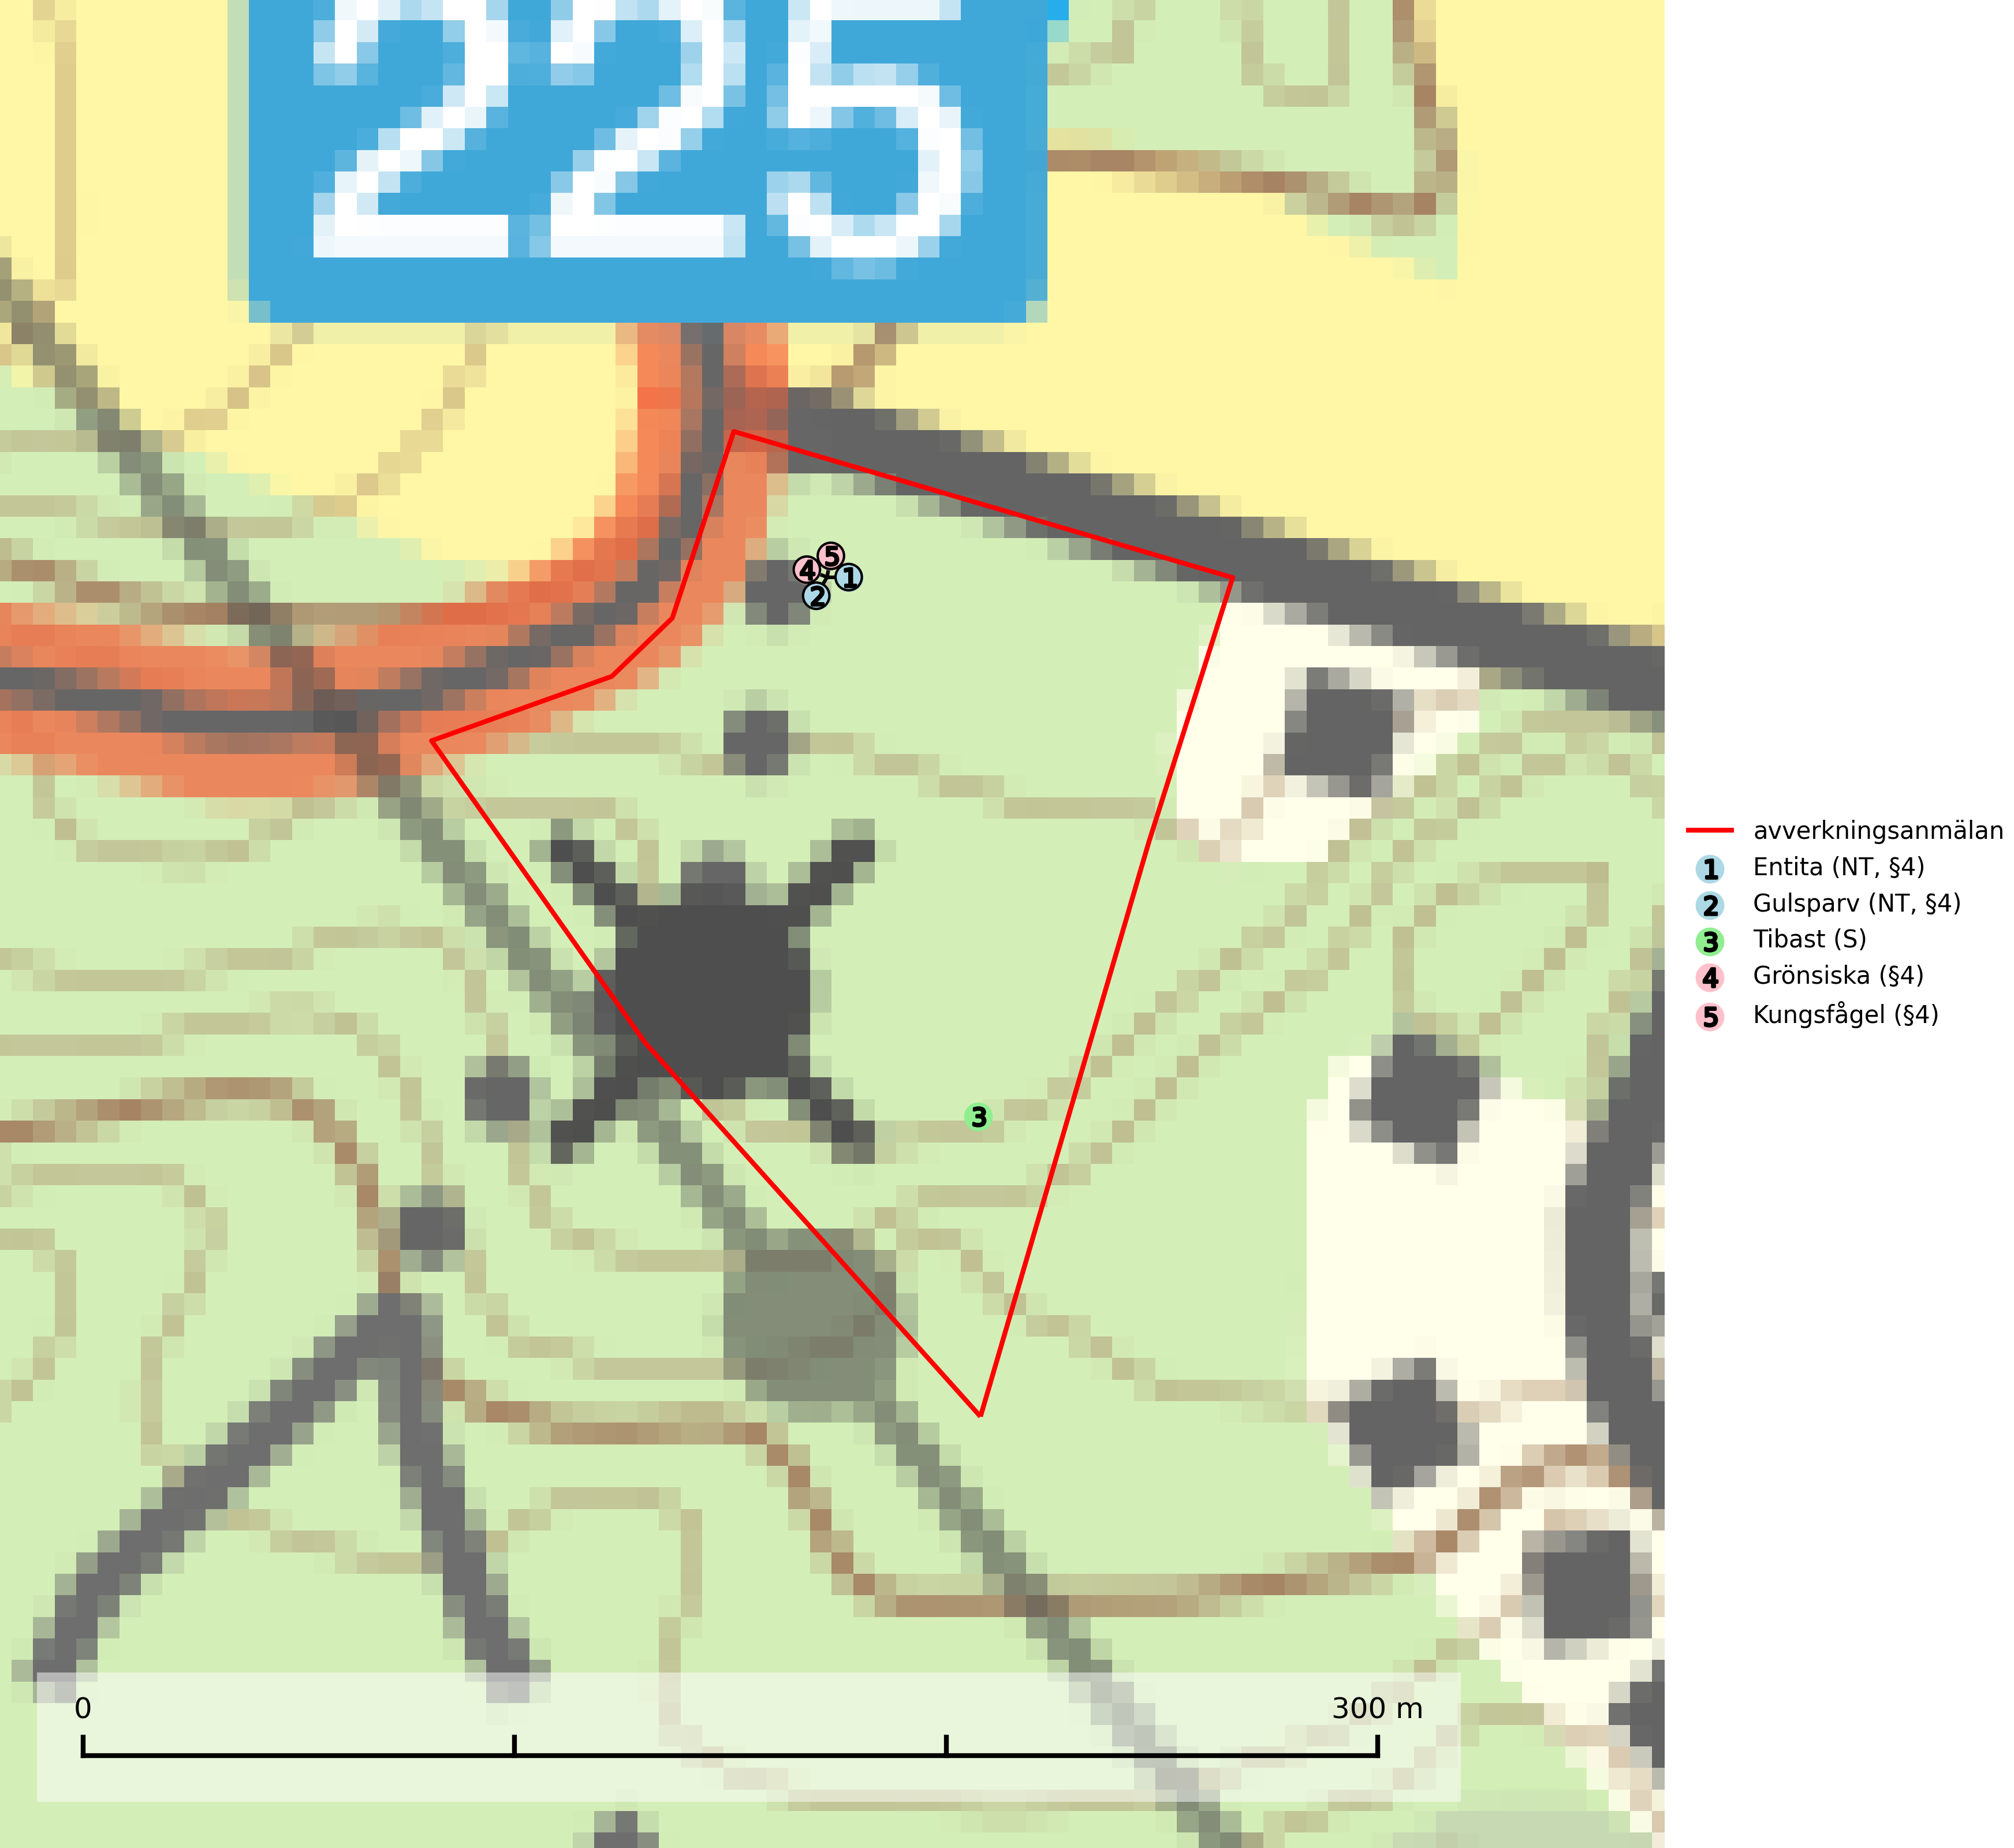 225
5
4
1
2
3
avverkningsanmälan
1 Entita (NT, §4)
2 Gulsparv (NT, §4)
3 Tibast (S)
4 Grönsiska (§4)
5 Kungsfågel (§4)
0 300 m